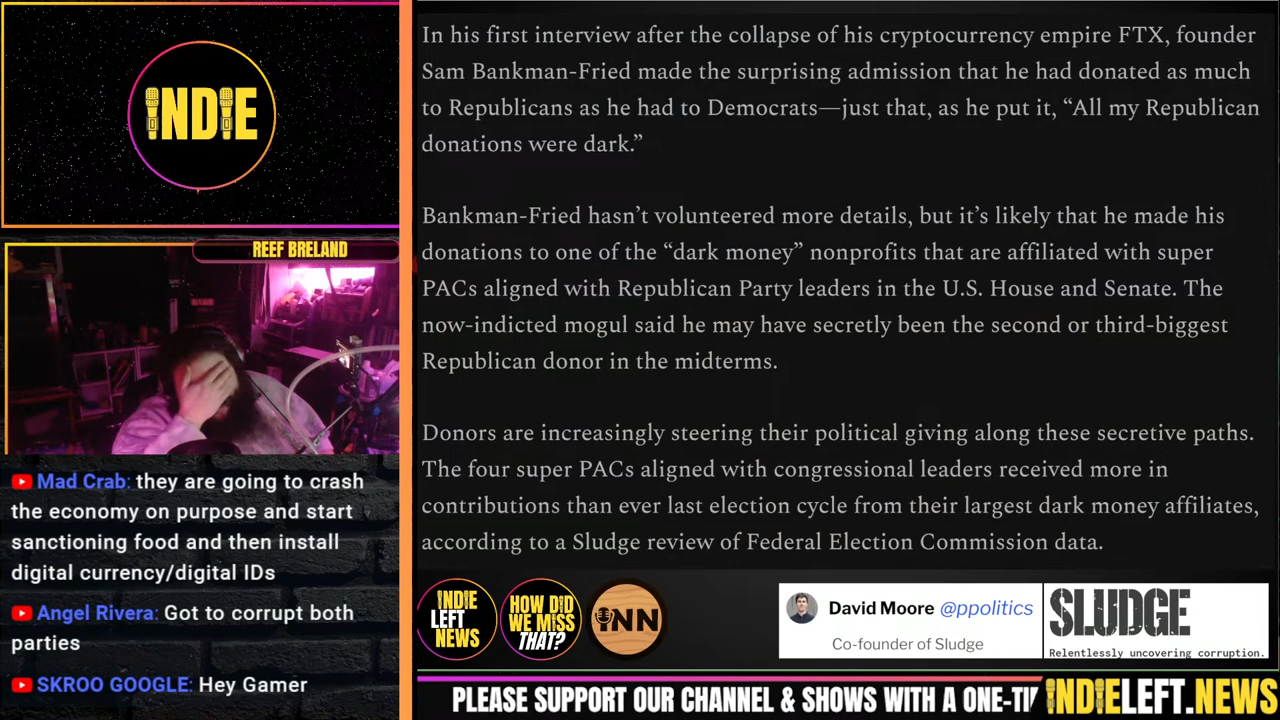 INDIE
REEF BRELAND
Mad Crab: they are going to crash
the economy on purpose and start
sanctioning food and then install
digital currency/digital IDs
Angel Rivera: Got to corrupt both
parties
SKROO GOOGLE: Hey Gamer
In his first interview after the collapse of his cryptocurrency empire FTX, founder
Sam Bankman-Fried made the surprising admission that he had donated as much
to Republicans as he had to Democrats—just that, as he put it, “All my Republican
donations were dark.”
Bankman-Fried hasn’t volunteered more details, but it’s likely that he made his
donations to one of the “dark money” nonprofits that are affiliated with super
PACs aligned with Republican Party leaders in the U.S. House and Senate. The
now-indicted mogul said he may have secretly been the second or third-biggest
Republican donor in the midterms.
Donors are increasingly steering their political giving along these secretive paths.
The four super PACs aligned with congressional leaders received more in
contributions than ever last election cycle from their largest dark money affiliates,
according to a Sludge review of Federal Election Commission data.
INDIE
LEFT
NEWS
HOW DID
WE MISS
THAT?
INN
David Moore @ppolitics
Co-founder of Sludge
SLUDGE
Relentlessly uncovering corruption.
PLEASE SUPPORT OUR CHANNEL & SHOWS WITH A ONE-TI
INDIELEFT.NEWS